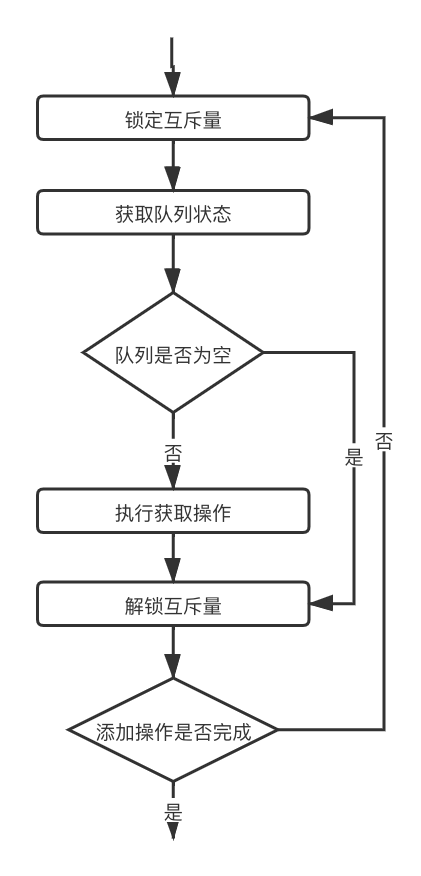 锁定互斥量
获取队列状态
队列是否为空
否
是
否
执行获取操作
解锁互斥量
添加操作是否完成
是